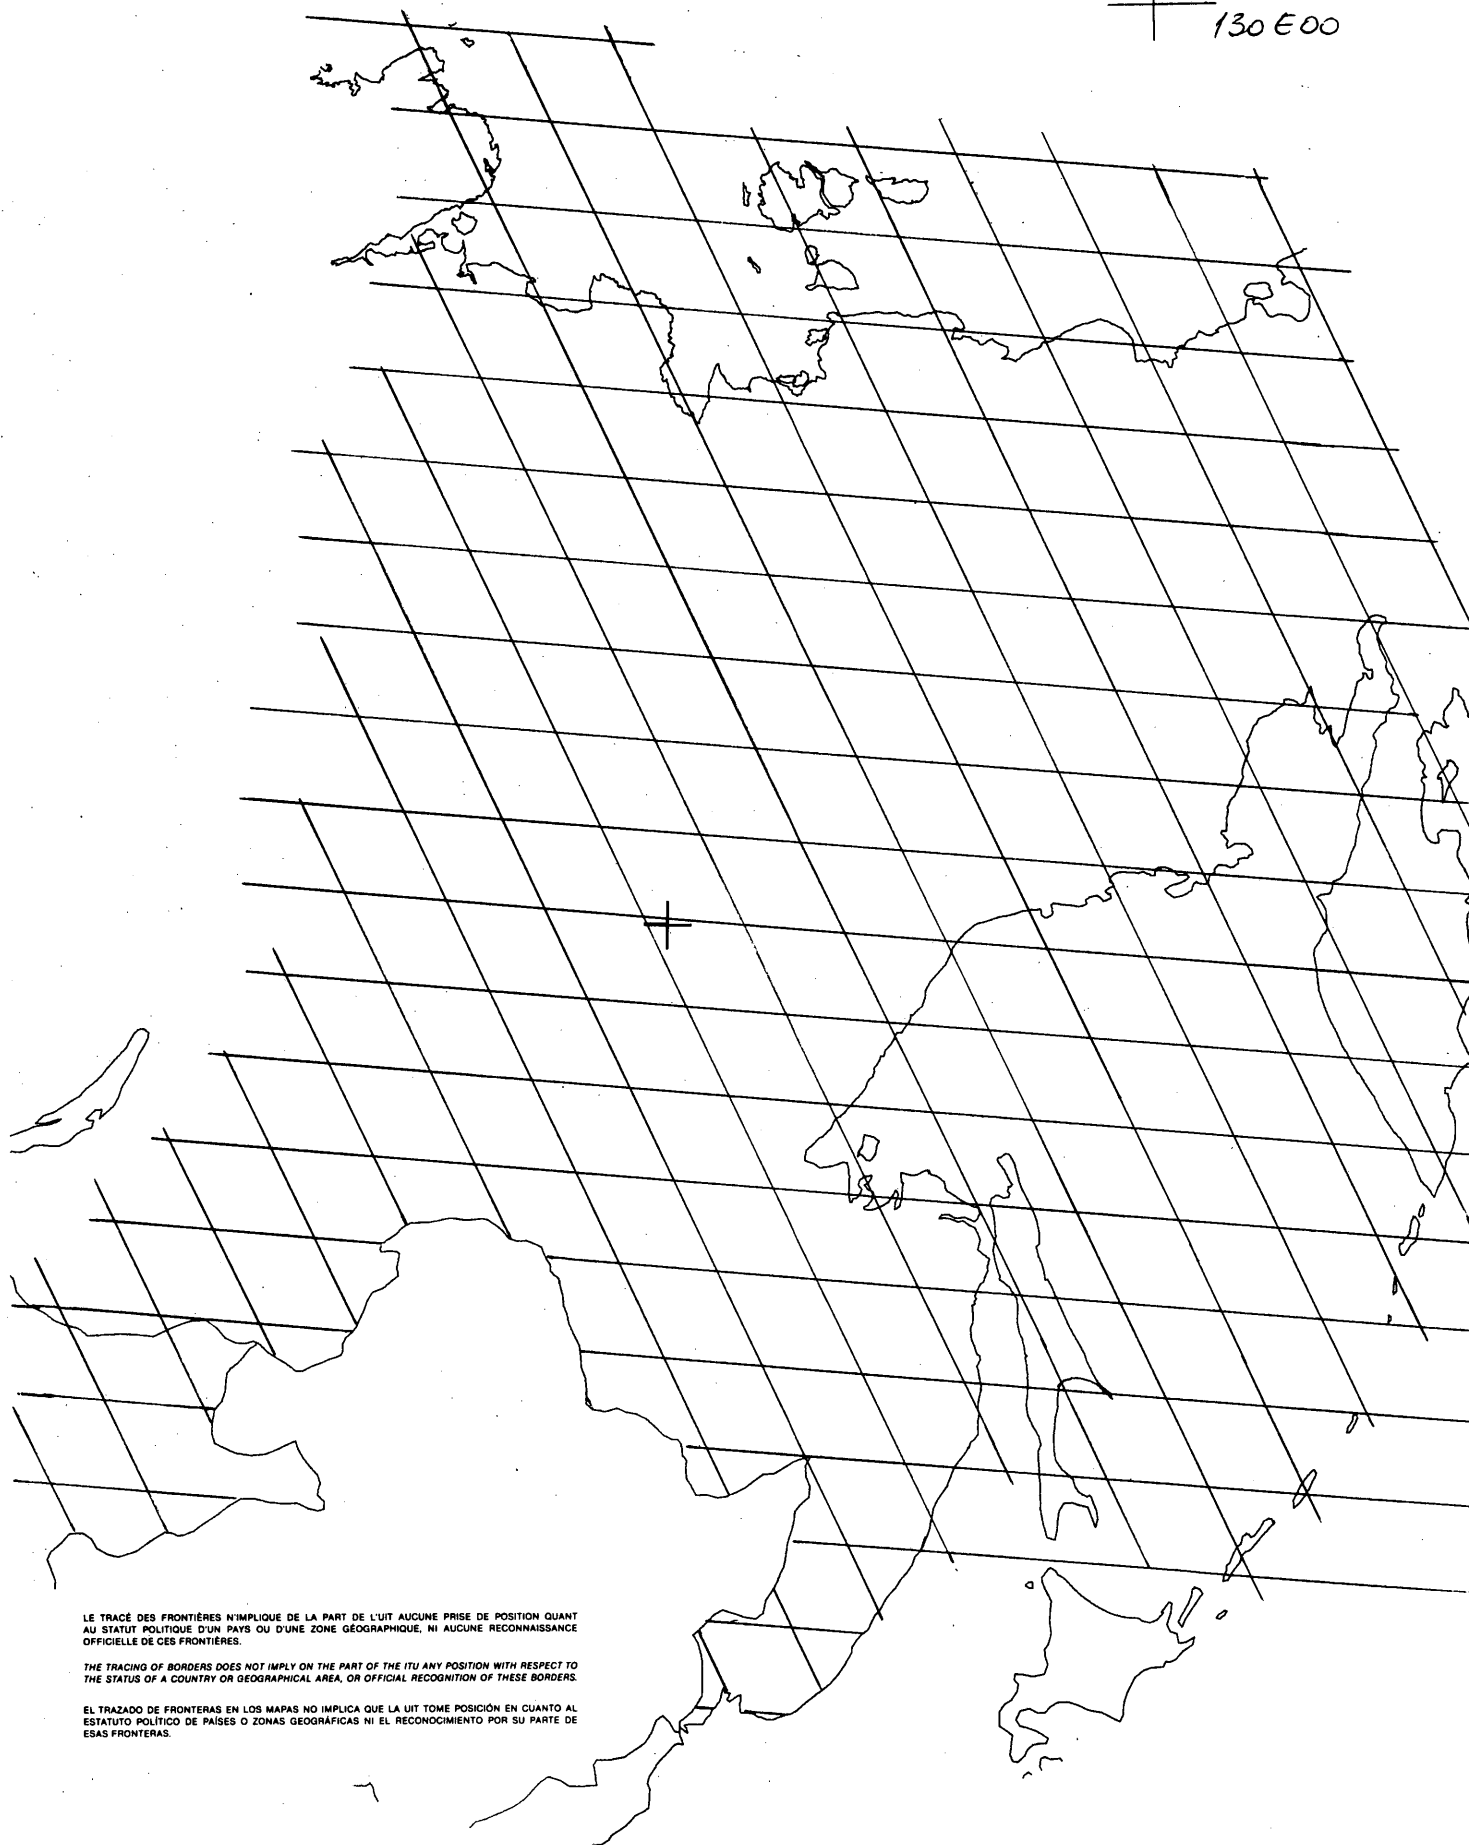 130 E 00
LE TRACÉ DES FRONTIÈRES N'IMPLIQUE DE LA PART DE L'UIT AUCUNE PRISE DE POSITION QUANT
AU STATUT POLITIQUE D'UN PAYS OU D'UNE ZONE GÉOGRAPHIQUE, NI AUCUNE RECONNAISSANCE
OFFICIELLE DE CES FRONTIÈRES.
THE TRACING OF BORDERS DOES NOT IMPLY ON THE PART OF THE ITU ANY POSITION WITH RESPECT TO
THE STATUS OF A COUNTRY OR GEOGRAPHICAL AREA, OR OFFICIAL RECOGNITION OF THESE BORDERS.
EL TRAZADO DE FRONTERAS EN LOS MAPAS NO IMPLICA QUE LA UIT TOME POSICIÓN EN CUANTO AL
ESTATUTO POLÍTICO DE PAÍSES O ZONAS GEOGRÁFICAS NI EL RECONOCIMIENTO POR SU PARTE DE
ESAS FRONTERAS.